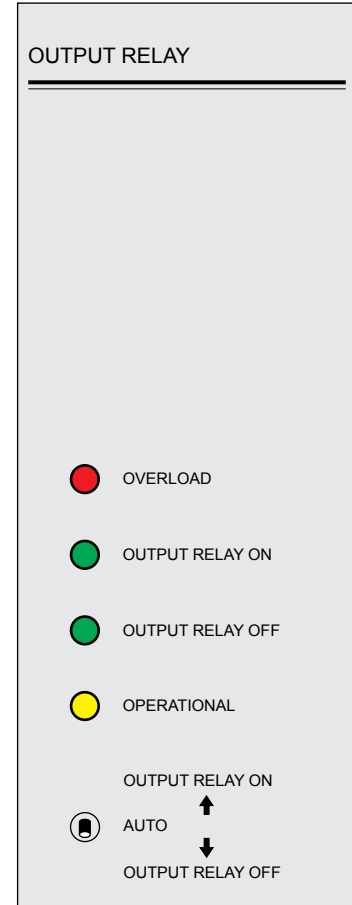 OUTPUT RELAY
OVERLOAD
OUTPUT RELAY ON
OUTPUT RELAY OFF
OPERATIONAL
OUTPUT RELAY ON
AUTO
OUTPUT RELAY OFF